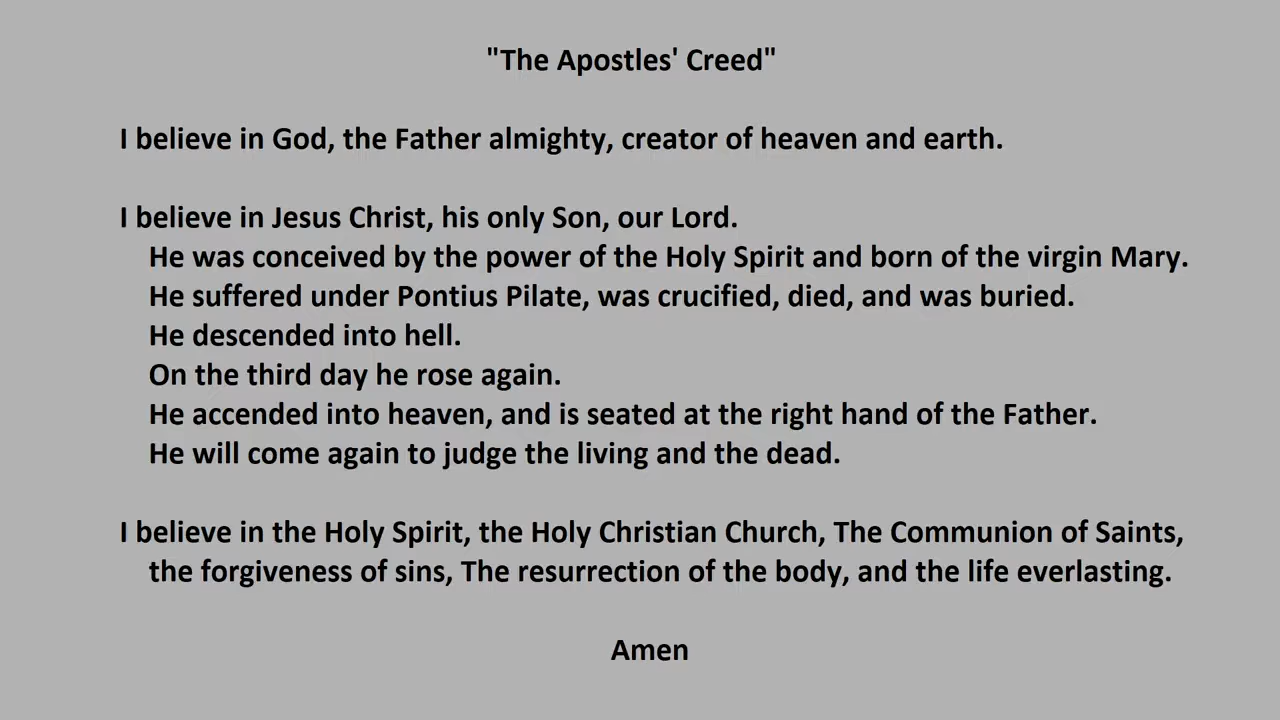 "The Apostles' Creed"
I believe in God, the Father almighty, creator of heaven and earth.
I believe in Jesus Christ, his only Son, our Lord.
He was conceived by the power of the Holy Spirit and born of the virgin Mary.
He suffered under Pontius Pilate, was crucified, died, and was buried.
He descended into hell.
On the third day he rose again.
He accended into heaven, and is seated at the right hand of the Father.
He will come again to judge the living and the dead.
I believe in the Holy Spirit, the Holy Christian Church, The Communion of Saints,
the forgiveness of sins, The resurrection of the body, and the life everlasting.
Amen